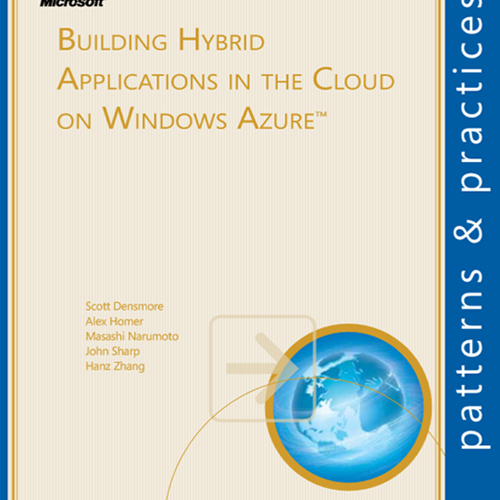 Microsoft
BUILDING HYBRID
APPLICATIONS IN THE CLOUD
ON WINDOWS AZURE™
Scott Densmore
Alex Homer
Masashi Narumoto
John Sharp
Hanz Zhang
patterns & practices